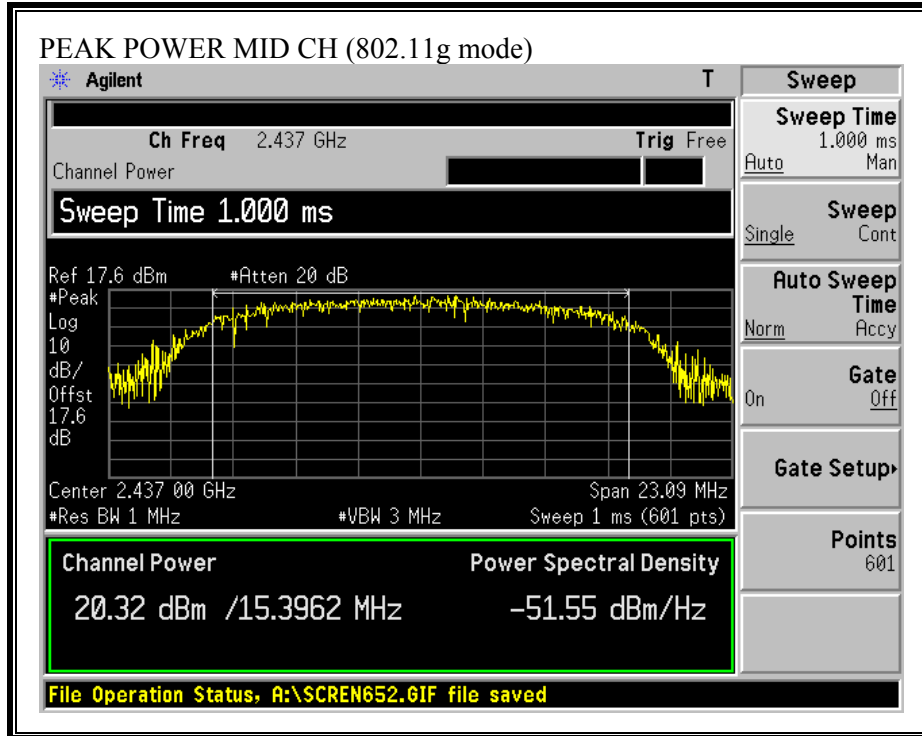 PEAK POWER MID CH (802.11g mode)
Agilent T
Ch Freq 2.437 GHz Trig Free
Channel Power
Sweep Time 1.000 ms
Ref 17.6 dBm #Atten 20 dB
#Peak
Log
10
dB/
Offst
17.6
dB
Center 2.437 00 GHz Span 23.09 MHz
#Res BW 1 MHz #VBW 3 MHz Sweep 1 ms (601 pts)
Channel Power Power Spectral Density
20.32 dBm /15.3962 MHz -51.55 dBm/Hz
File Operation Status, A:\SCREN652.GIF file saved
Sweep
Sweep Time
1.000 ms
Auto Man
Sweep
Single Cont
Auto Sweep
Time
Norm Accy
Gate
On Off
Gate Setup
Points
601